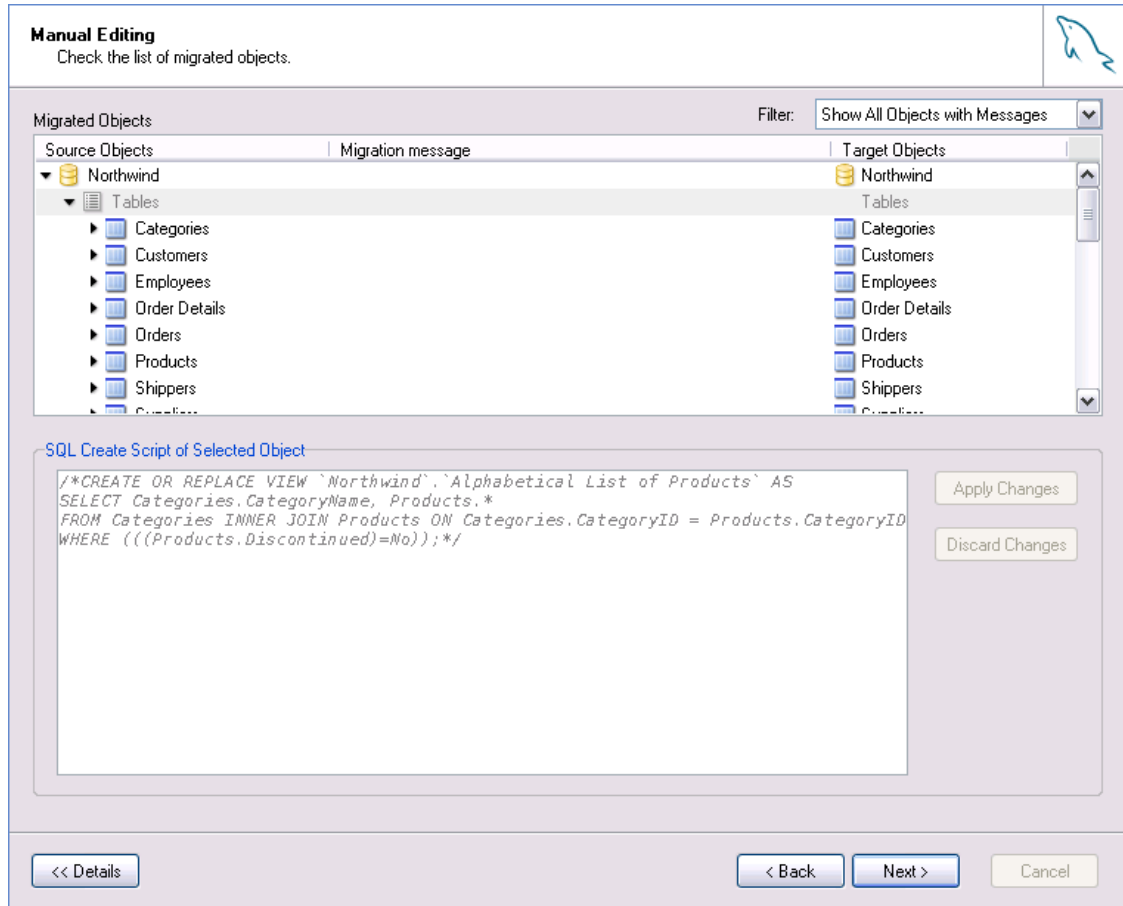 Manual Editing
Check the list of migrated objects.
Migrated Objects
Filter: Show All Objects with Messages
Source Objects Migration message Target Objects
Northwind Northwind
Tables Tables
Categories Categories
Customers Customers
Employees Employees
Order Details Order Details
Orders Orders
Products Products
Shippers Shippers
SQL Create Script of Selected Object
/*CREATE OR REPLACE VIEW `Northwind`.`Alphabetical List of Products` AS
SELECT Categories.CategoryName, Products.*
FROM Categories INNER JOIN Products ON Categories.CategoryID = Products.CategoryID
WHERE (((Products.Discontinued)=No));*/
Apply Changes
Discard Changes
<< Details < Back Next > Cancel